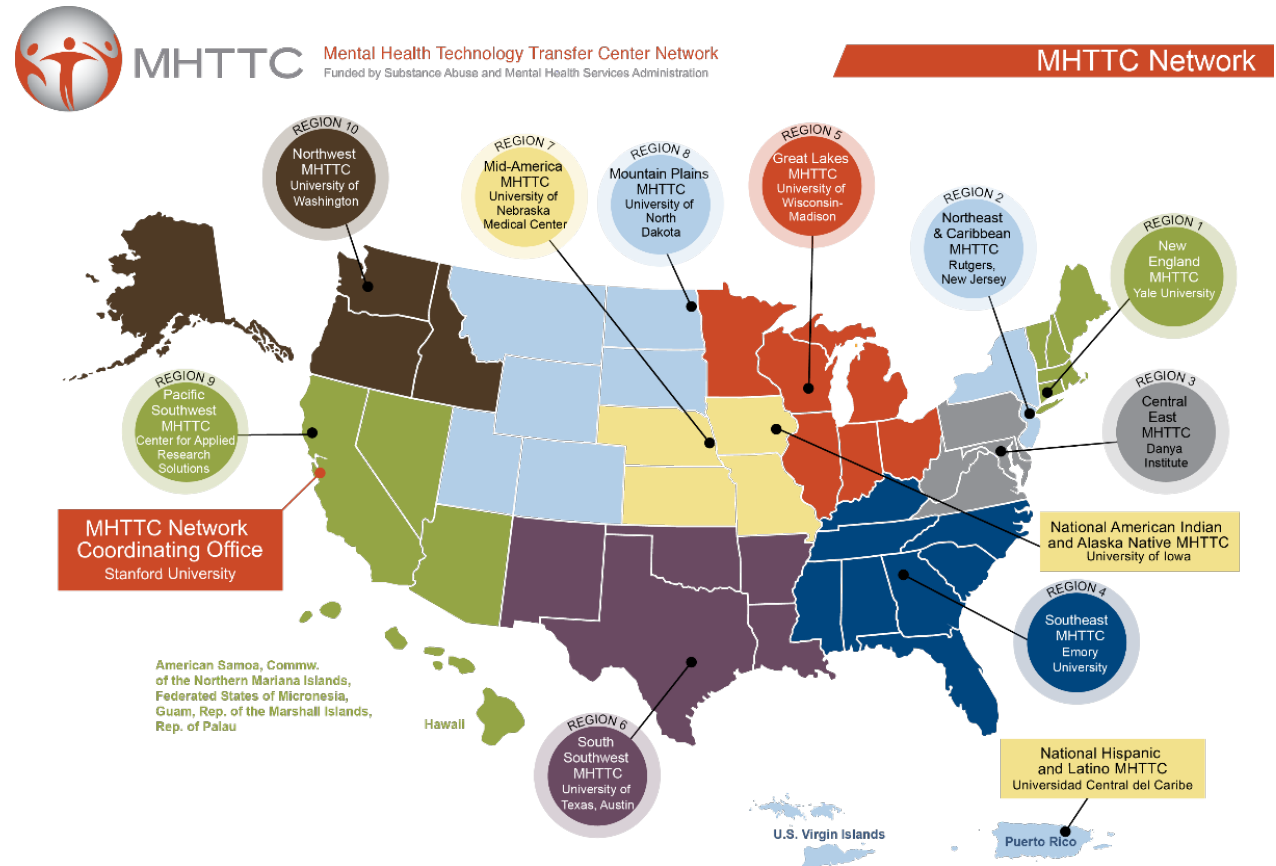 MHTTC
Mental Health Technology Transfer Center Network
Funded by Substance Abuse and Mental Health Services Administration
MHTTC Network
REGION 10
Northwest
MHTTC
University of
Washington
REGION 7
Mid-America
MHTTC
University of
Nebraska
Medical Center
REGION 8
Mountain Plains
MHTTC
University of
North
Dakota
REGION 5
Great Lakes
MHTTC
University of
Wisconsin-
Madison
REGION 2
Northeast
& Caribbean
MHTTC
Rutgers,
New Jersey
REGION 1
New
England
MHTTC
Yale University
REGION 9
Pacific
Southwest
MHTTC
Center for Applied
Research
Solutions
REGION 3
Central
East
MHTTC
Danya
Institute
MHTTC Network
Coordinating Office
Stanford University
National American Indian
and Alaska Native MHTTC
University of Iowa
REGION 4
Southeast
MHTTC
Emory
University
American Samoa, Commw.
of the Northern Mariana Islands,
Federated States of Micronesia,
Guam, Rep. of the Marshall Islands,
Rep. of Palau
Hawaii
REGION 6
South
Southwest
MHTTC
University of
Texas, Austin
National Hispanic
and Latino MHTTC
Universidad Central del Caribe
U.S. Virgin Islands
Puerto Rico